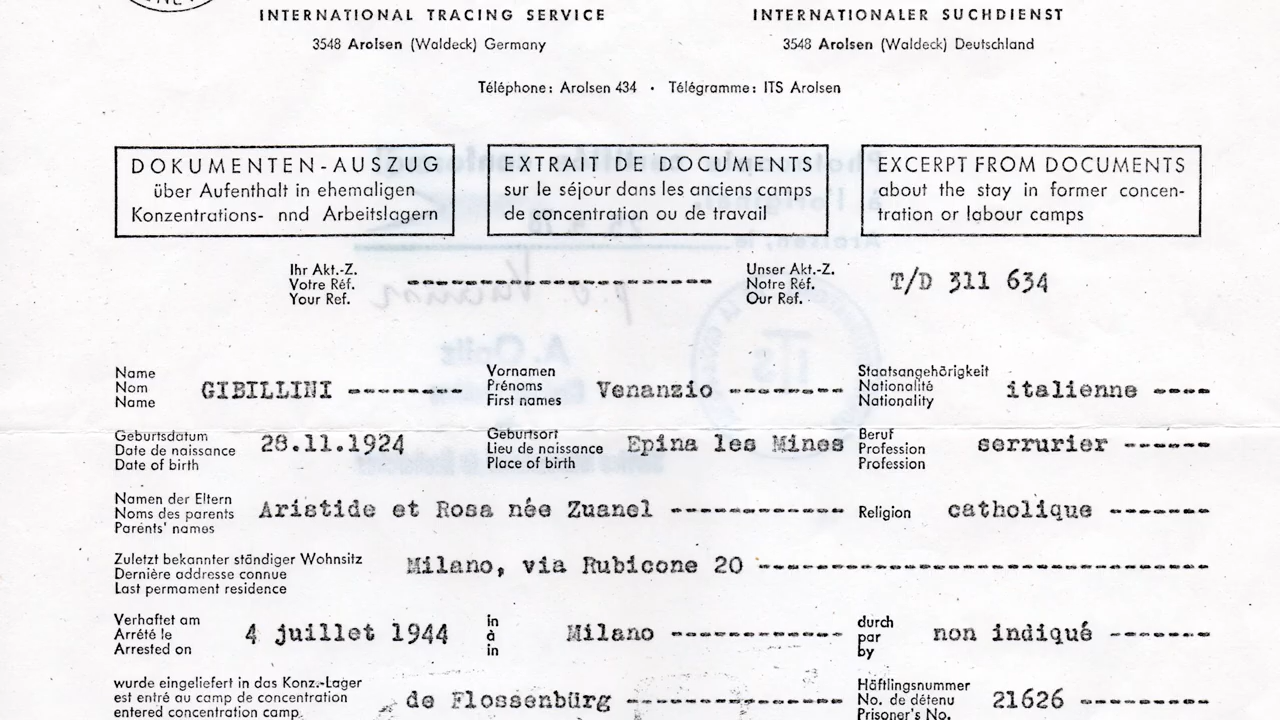 INTERNATIONAL TRACING SERVICE
INTERNATIONALER SUCHDIENST
3548 Arolsen (Waldeck) Germany
3548 Arolsen (Waldeck) Deutschland
Téléphone: Arolsen 434 • Télégramme: ITS Arolsen
DOKUMENTEN-AUSZUG
über Aufenthalt in ehemaligen
Konzentrations- nnd Arbeitslagern
EXTRAIT DE DOCUMENTS
sur le séjour dans les anciens camps
de concentration ou de travail
EXCERPT FROM DOCUMENTS
about the stay in former concen-
tration or labour camps
Ihr Akt.-Z.
Votre Réf.
Your Ref.
Unser Akt.-Z.
Notre Réf.
Our Ref.
T/D 311 634
Name
Nom
Name
GIBILLINI
Vornamen
Prénoms
First names
Venanzio
Staatsangehörigkeit
Nationalité
Nationality
italienne
Geburtsdatum
Date de naissance
Date of birth
28.11.1924
Geburtsort
Lieu de naissance
Place of birth
Epina les Mines
Beruf
Profession
Profession
serrurier
Namen der Eltern
Noms des parents
Parents' names
Aristide et Rosa née Zuanel
Religion
catholique
Zuletzt bekannter ständiger Wohnsitz
Dernière addresse connue
Last permament residence
Milano, via Rubicone 20
Verhaftet am
Arrété le
Arrested on
4 juillet 1944
in
à
in
Milano
durch
par
by
non indiqué
wurde eingeliefert in das Konz.-Lager
est entré au camp de concentration
entered concentration camp
de Flossenbürg
Häftlingsnummer
No. de détenu
Prisoner's No.
21626